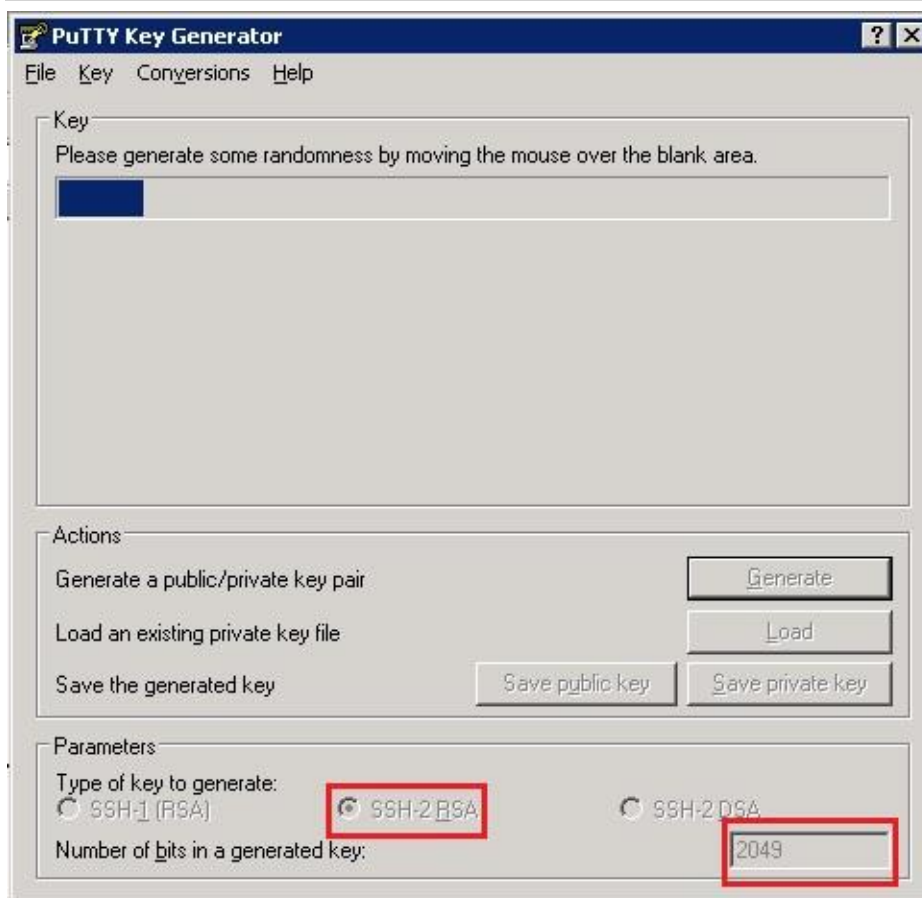 PuTTY Key Generator
File Key Conversions Help
Key
Please generate some randomness by moving the mouse over the blank area.
Actions
Generate a public/private key pair Generate
Load an existing private key file Load
Save the generated key Save public key Save private key
Parameters
Type of key to generate:
SSH-1 (RSA) SSH-2 RSA SSH-2 DSA
Number of bits in a generated key: 2049